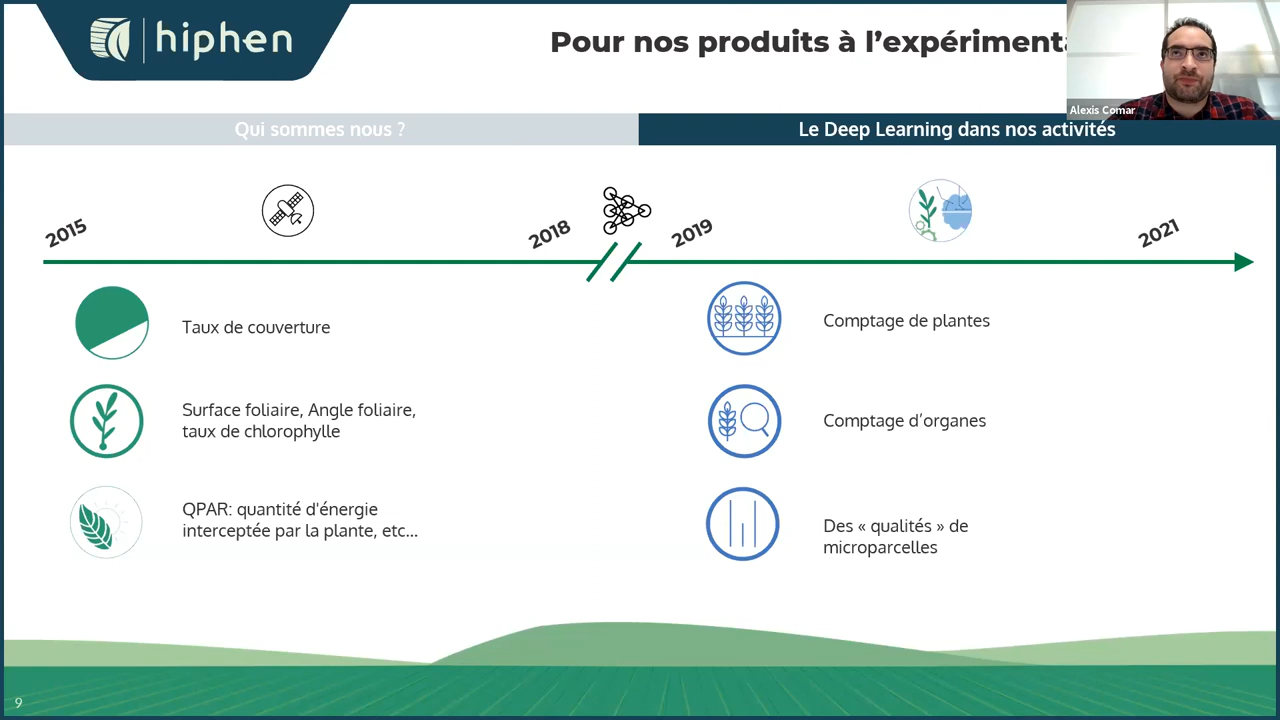 hiphen
Pour nos produits à l'expériment
Alexis Comar
Qui sommes nous ?
Le Deep Learning dans nos activités
2015
2018
2019
2021
Taux de couverture
Comptage de plantes
Surface foliaire, Angle foliaire,
taux de chlorophylle
Comptage d'organes
QPAR: quantité d'énergie
interceptée par la plante, etc...
Des « qualités » de
microparcelles
9